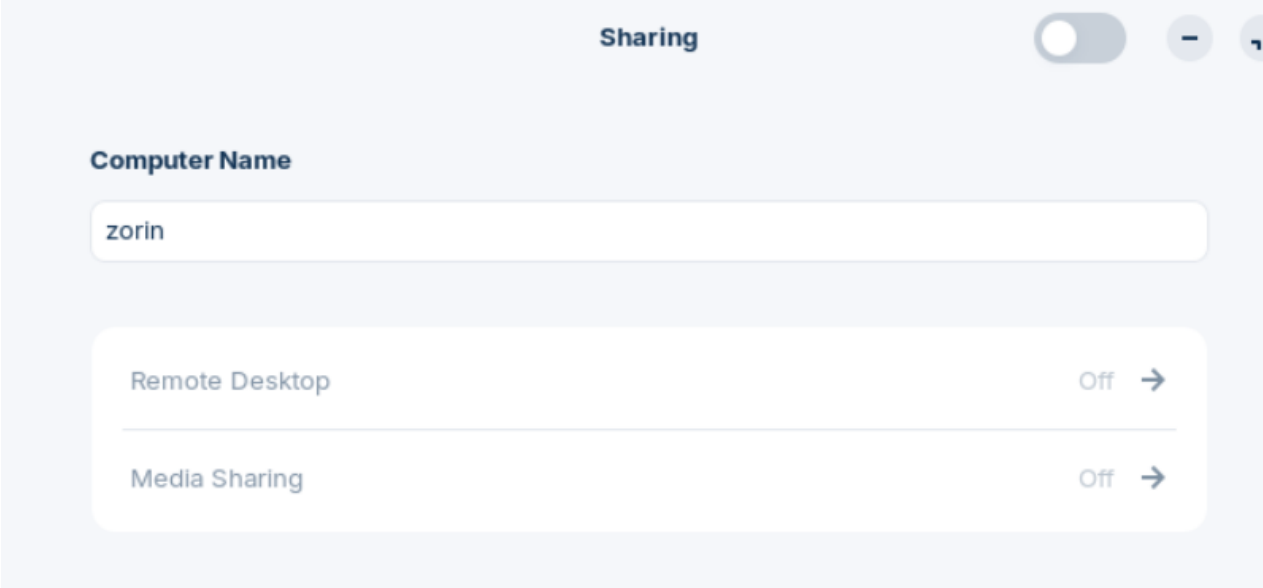 Sharing
Computer Name
zorin
Remote Desktop Off
Media Sharing Off